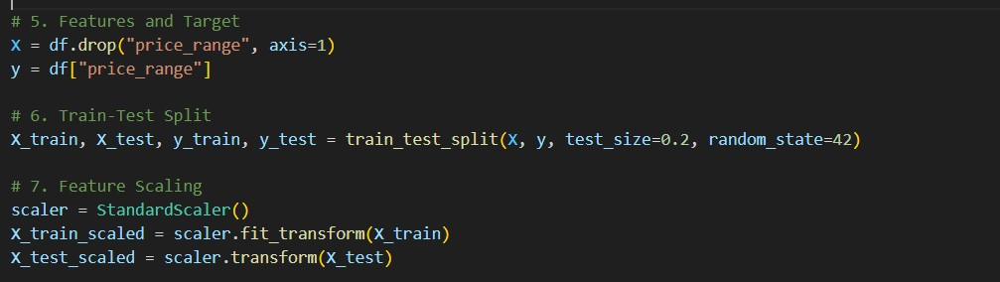 # 5. Features and Target
X = df.drop("price_range", axis=1)
y = df["price_range"]
# 6. Train-Test Split
X_train, X_test, y_train, y_test = train_test_split(X, y, test_size=0.2, random_state=42)
# 7. Feature Scaling
scaler = StandardScaler()
X_train_scaled = scaler.fit_transform(X_train)
X_test_scaled = scaler.transform(X_test)